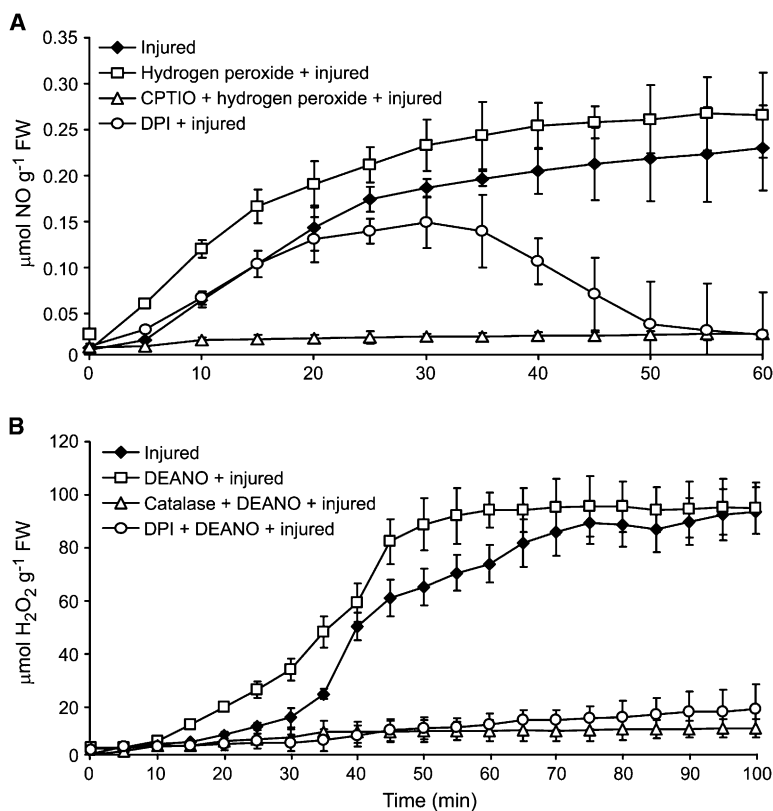 A
0.35
0.30
0.25
0.20
0.15
0.10
0.05
0
µmol NO g⁻¹ FW
Injured
Hydrogen peroxide + injured
CPTIO + hydrogen peroxide + injured
DPI + injured
0 10 20 30 40 50 60
B
120
100
80
60
40
20
0
µmol H₂O₂ g⁻¹ FW
Injured
DEANO + injured
Catalase + DEANO + injured
DPI + DEANO + injured
0 10 20 30 40 50 60 70 80 90 100
Time (min)